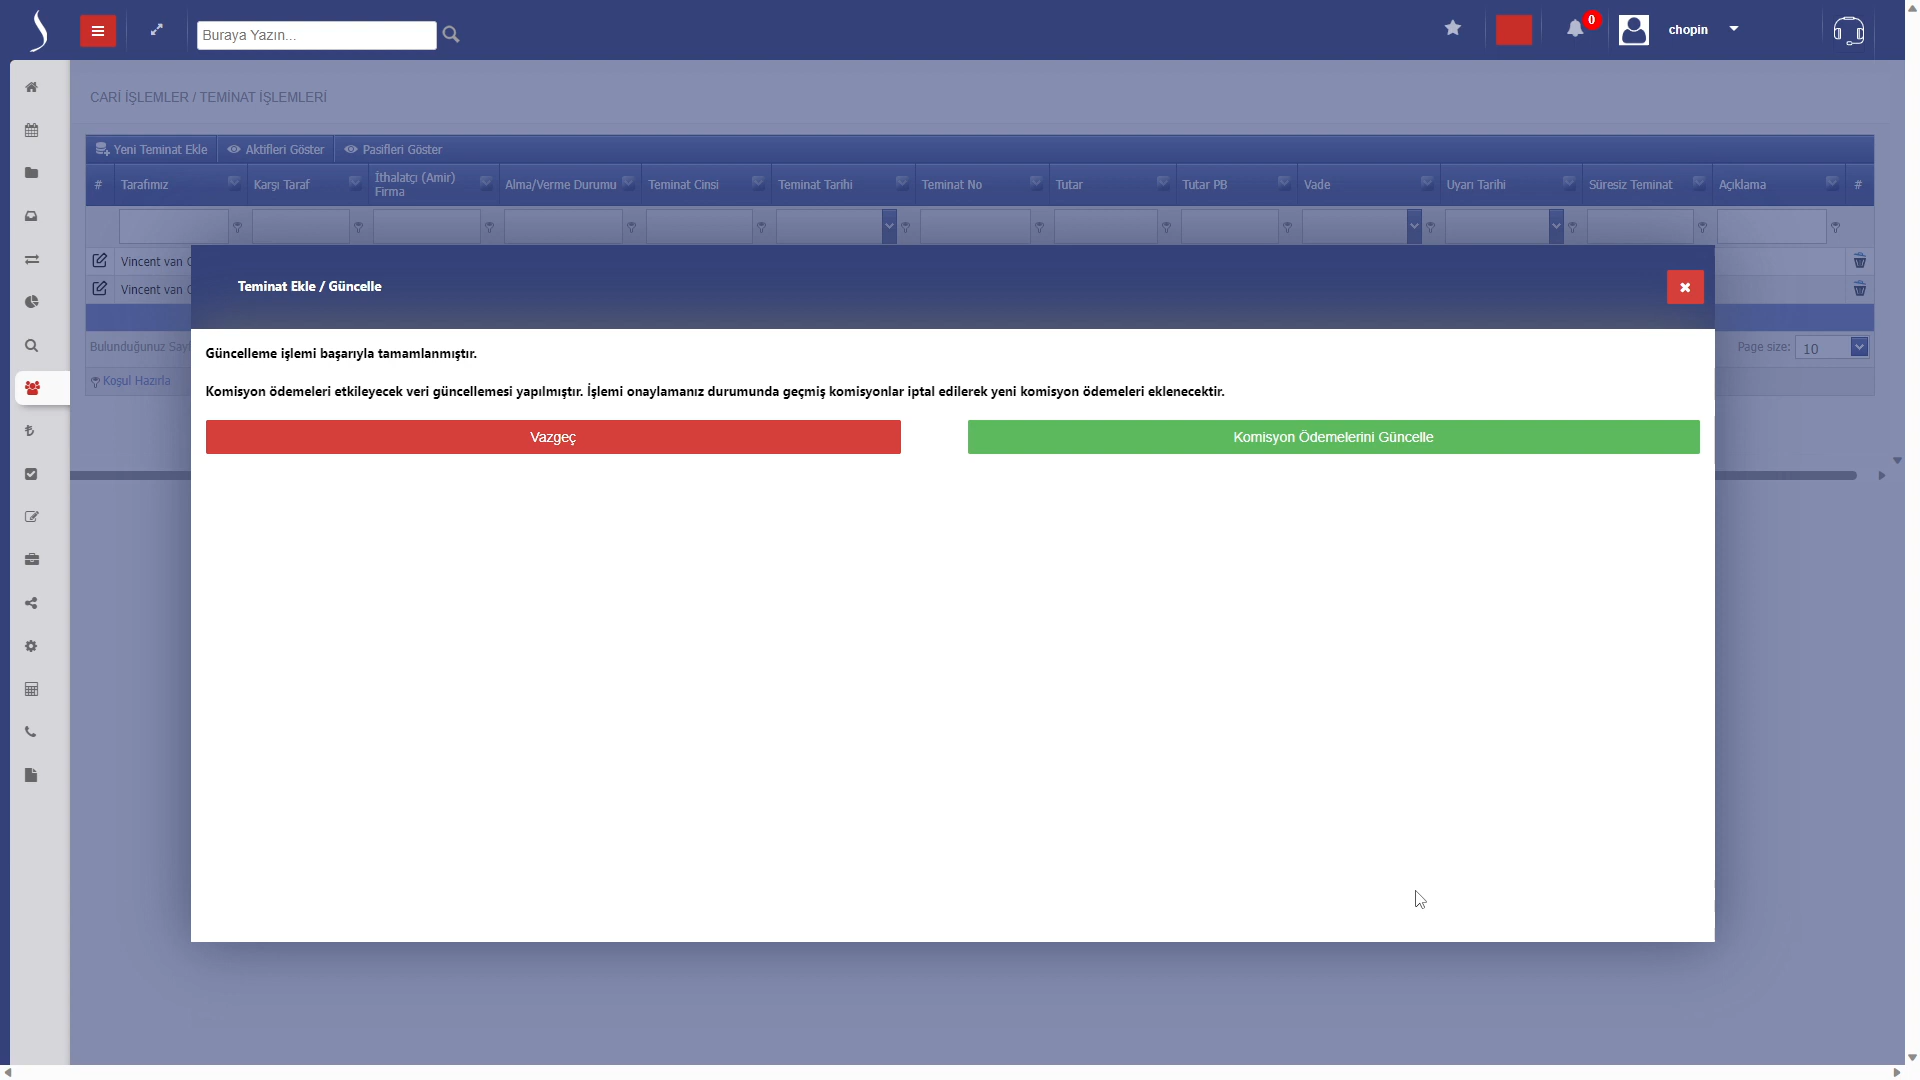 Buraya Yazın...
0
chopin
CARİ İŞLEMLER / TEMİNAT İŞLEMLERİ
Yeni Teminat Ekle
Aktifleri Göster
Pasifleri Göster
#
Tarafımız
Karşı Taraf
İthalatçı (Amir) Firma
Alma/Verme Durumu
Teminat Cinsi
Teminat Tarihi
Teminat No
Tutar
Tutar PB
Vade
Uyarı Tarihi
Süresiz Teminat
Açıklama
#
Vincent van
Vincent van
Teminat Ekle / Güncelle
Bulunduğunuz
Page size:
10
Koşul Hazırla
Güncelleme işlemi başarıyla tamamlanmıştır.
Komisyon ödemeleri etkileyecek veri güncellemesi yapılmıştır. İşlemi onaylamanız durumunda geçmiş komisyonlar iptal edilerek yeni komisyon ödemeleri eklenecektir.
Vazgeç
Komisyon Ödemelerini Güncelle